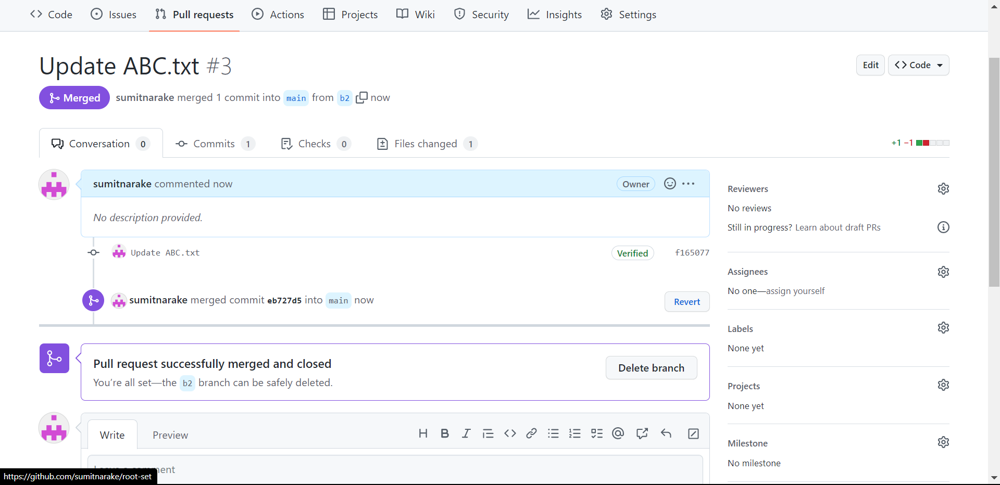 Code Issues Pull requests Actions Projects Wiki Security Insights Settings
Update ABC.txt #3
Edit Code
Merged sumitnarake merged 1 commit into main from b2 now
Conversation 0 Commits 1 Checks 0 Files changed 1
+1 −1
sumitnarake commented now
Owner
No description provided.
Update ABC.txt
Verified f165077
sumitnarake merged commit eb727d5 into main now
Revert
Pull request successfully merged and closed
You’re all set—the b2 branch can be safely deleted.
Delete branch
Write Preview
Leave a comment
https://github.com/sumitnarake/root-set
Reviewers
No reviews
Still in progress? Learn about draft PRs
Assignees
No one—assign yourself
Labels
None yet
Projects
None yet
Milestone
No milestone